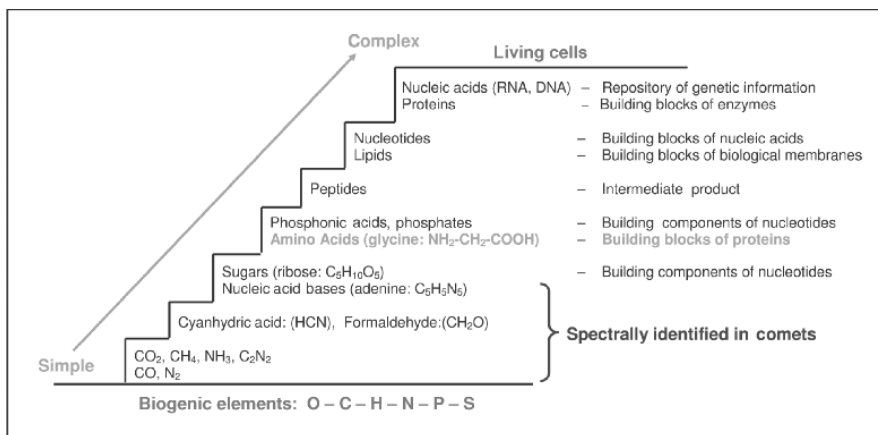 Complex
Living cells
Nucleic acids (RNA, DNA) – Repository of genetic information
Proteins – Building blocks of enzymes
Nucleotides – Building blocks of nucleic acids
Lipids – Building blocks of biological membranes
Peptides – Intermediate product
Phosphonic acids, phosphates – Building components of nucleotides
Amino Acids (glycine: NH₂-CH₂-COOH) – Building blocks of proteins
Sugars (ribose: C₅H₁₀O₅) – Building components of nucleotides
Nucleic acid bases (adenine: C₅H₅N₅)
Cyanhydric acid: (HCN), Formaldehyde:(CH₂O)
Spectrally identified in comets
Simple
CO₂, CH₄, NH₃, C₂N₂
CO, N₂
Biogenic elements: O – C – H – N – P – S